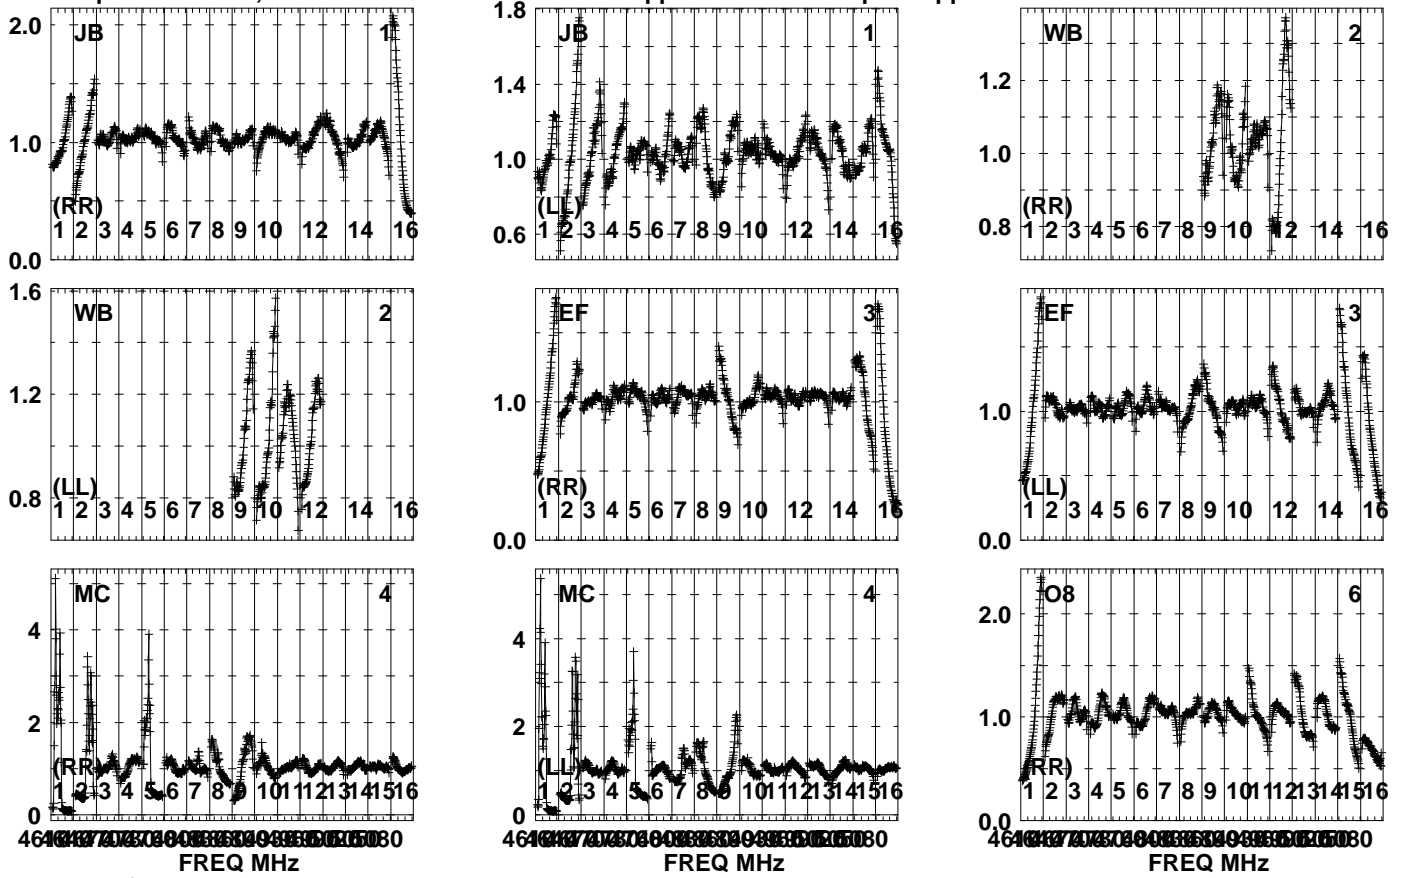 2.0 JB 1
1.0
(RR)
1 2 3 4 5 6 7 8 9 10 12 14 16
0.0
1.8 JB 1
1.4
1.0
(LL)
0.6 1 2 3 4 5 6 7 8 9 10 12 14 16
WB 2
1.2
1.0
(RR)
0.8 1 2 3 4 5 6 7 8 9 10 12 14 16
1.6 WB 2
1.2
(LL)
0.8 1 2 3 4 5 6 7 8 9 10 12 14 16
EF 3
1.0
(RR)
1 2 3 4 5 6 7 8 9 10 12 14 16
0.0
EF 3
1.0
(LL)
1 2 3 4 5 6 7 8 9 10 12 14 16
0.0
MC 4
4
2
(RR)
1 2 3 4 5 6 7 8 9 10 11 12 13 14 15 16
0
FREQ MHz
MC 4
4
2
(LL)
1 2 3 4 5 6 7 8 9 10 11 12 13 14 15 16
0
FREQ MHz
O8 6
2.0
1.0
(RR)
1 2 3 4 5 6 7 8 9 10 11 12 13 14 15 16
0.0
FREQ MHz